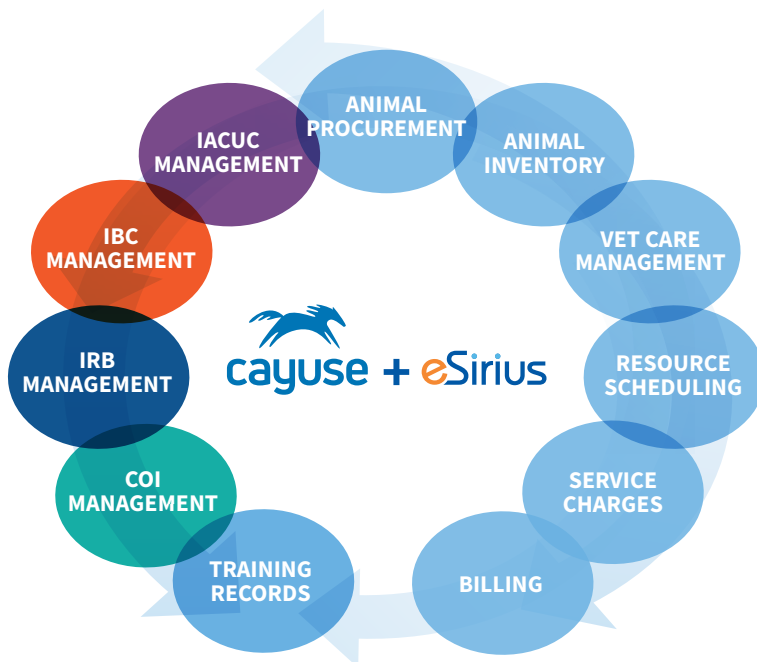 ANIMAL
PROCUREMENT
ANIMAL
INVENTORY
VET CARE
MANAGEMENT
RESOURCE
SCHEDULING
SERVICE
CHARGES
BILLING
TRAINING
RECORDS
COI
MANAGEMENT
IRB
MANAGEMENT
IBC
MANAGEMENT
IACUC
MANAGEMENT
cayuse + eSirius